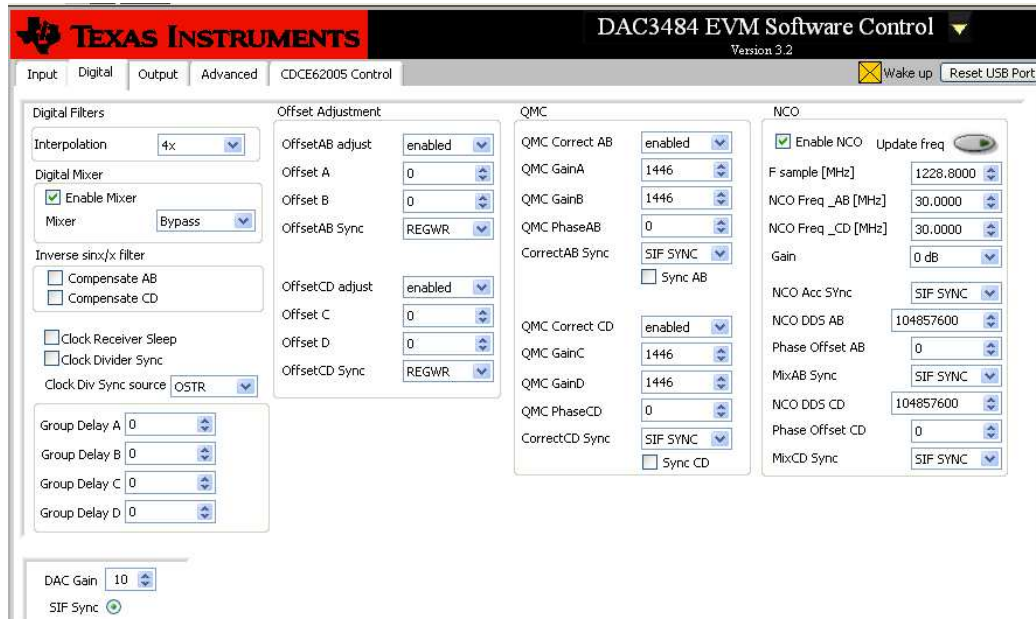 TEXAS INSTRUMENTS
DAC3484 EVM Software Control
Version 3.2
Input Digital Output Advanced CDCE62005 Control
Wake up Reset USB Port
Digital Filters
Interpolation 4x
Digital Mixer
Enable Mixer
Mixer Bypass
Inverse sinx/x filter
Compensate AB
Compensate CD
Clock Receiver Sleep
Clock Divider Sync
Clock Div Sync source OSTR
Group Delay A 0
Group Delay B 0
Group Delay C 0
Group Delay D 0
Offset Adjustment
OffsetAB adjust enabled
Offset A 0
Offset B 0
OffsetAB Sync REGWR
OffsetCD adjust enabled
Offset C 0
Offset D 0
OffsetCD Sync REGWR
QMC
QMC Correct AB enabled
QMC GainA 1446
QMC GainB 1446
QMC PhaseAB 0
CorrectAB Sync SIF SYNC
Sync AB
QMC Correct CD enabled
QMC GainC 1446
QMC GainD 1446
QMC PhaseCD 0
CorrectCD Sync SIF SYNC
Sync CD
NCO
Enable NCO Update freq
F sample [MHz] 1228.8000
NCO Freq _AB [MHz] 30.0000
NCO Freq _CD [MHz] 30.0000
Gain 0 dB
NCO Acc SYnc SIF SYNC
NCO DDS AB 104857600
Phase Offset AB 0
MixAB Sync SIF SYNC
NCO DDS CD 104857600
Phase Offset CD 0
MixCD Sync SIF SYNC
DAC Gain 10
SIF Sync